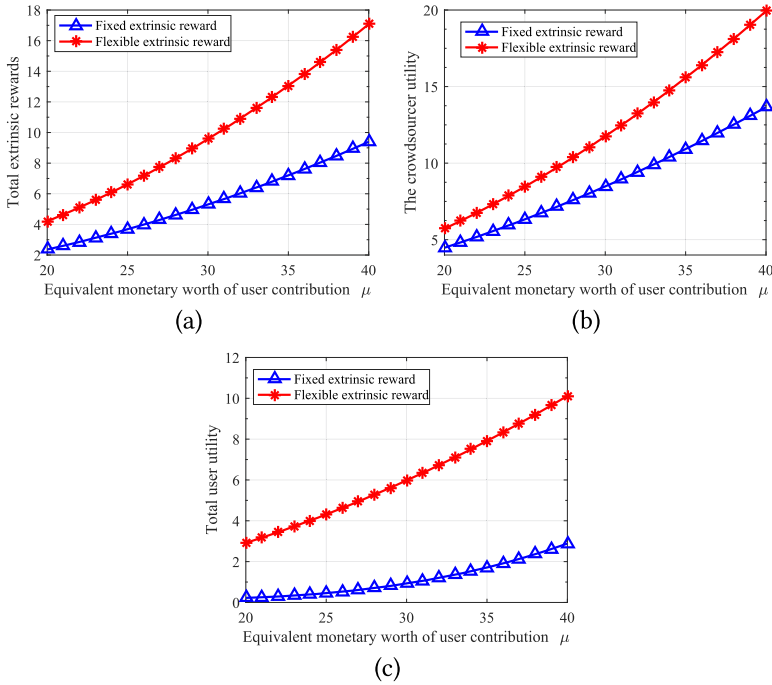 Fixed extrinsic reward
Flexible extrinsic reward
Total extrinsic rewards
18
16
14
12
10
8
6
4
2
20 25 30 35 40
Equivalent monetary worth of user contribution μ
(a)
Fixed extrinsic reward
Flexible extrinsic reward
The crowdsourcer utility
20
15
10
5
20 25 30 35 40
Equivalent monetary worth of user contribution μ
(b)
Fixed extrinsic reward
Flexible extrinsic reward
Total user utility
12
10
8
6
4
2
0
20 25 30 35 40
Equivalent monetary worth of user contribution μ
(c)